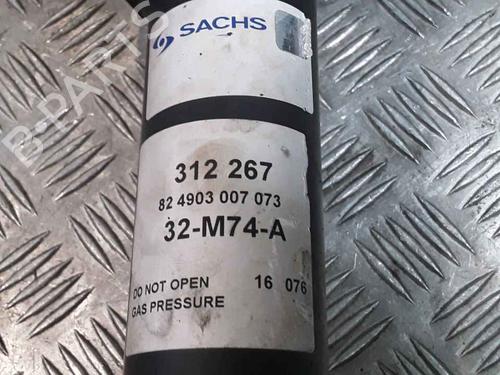 SACHS
B-PARTS
312 267
82 4903 007 073
32-M74-A
DO NOT OPEN 16 076
GAS PRESSURE